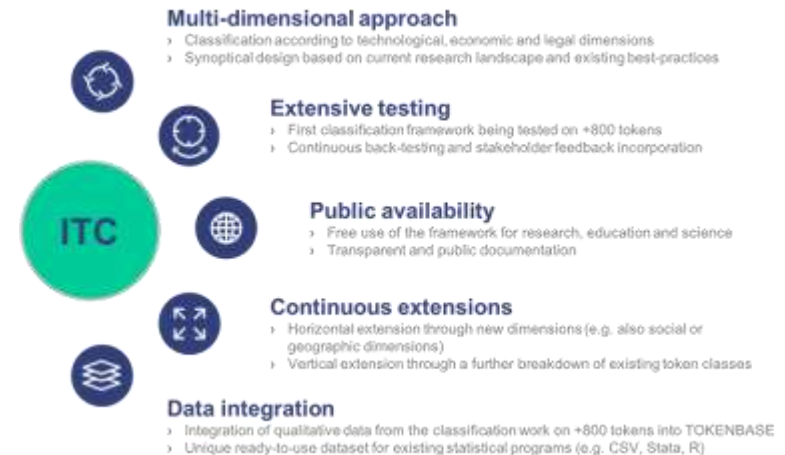 Multi-dimensional approach
› Classification according to technological, economic and legal dimensions
› Synoptical design based on current research landscape and existing best-practices
Extensive testing
› First classification framework being tested on +800 tokens
› Continuous back-testing and stakeholder feedback incorporation
ITC
Public availability
› Free use of the framework for research, education and science
› Transparent and public documentation
Continuous extensions
› Horizontal extension through new dimensions (e.g. also social or
geographic dimensions)
› Vertical extension through a further breakdown of existing token classes
Data integration
› Integration of qualitative data from the classification work on +800 tokens into TOKENBASE
› Unique ready-to-use dataset for existing statistical programs (e.g. CSV, Stata, R)